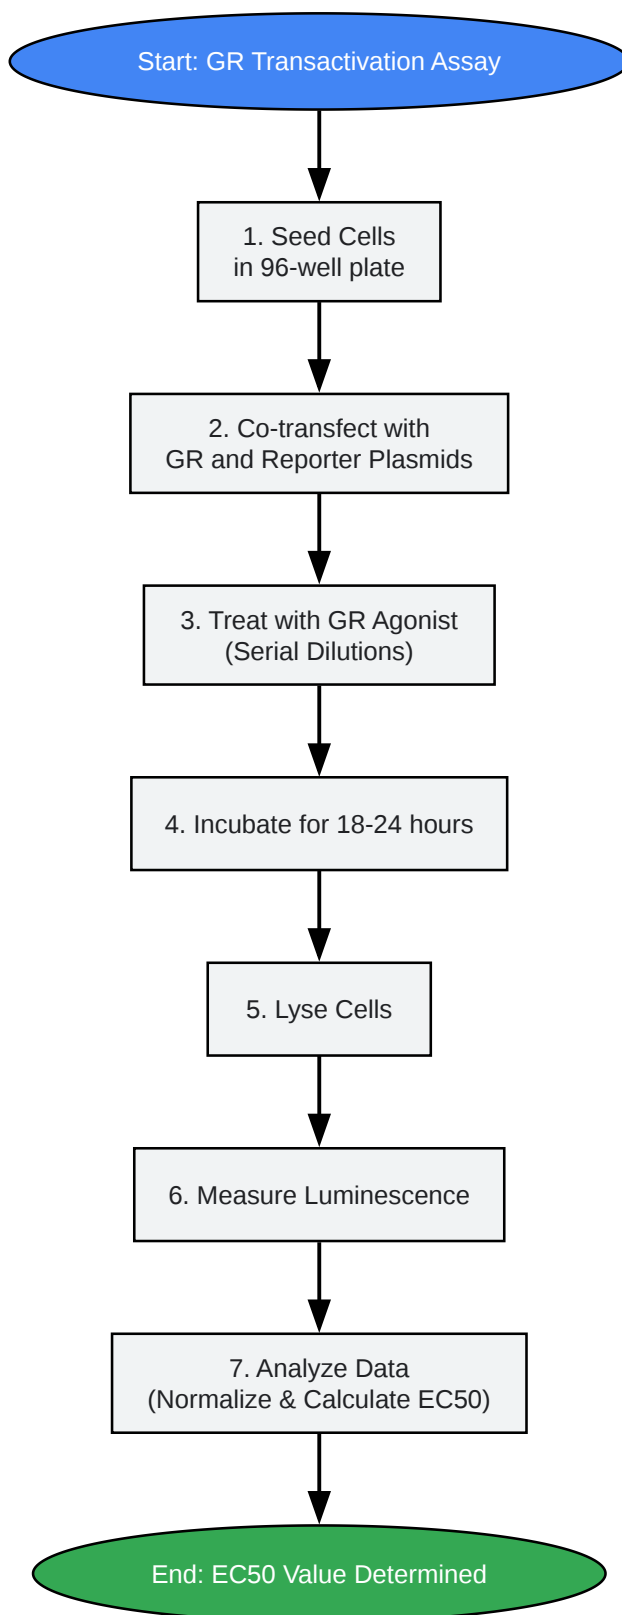 Start: GR Transactivation Assay
1. Seed Cells
in 96-well plate
2. Co-transfect with
GR and Reporter Plasmids
3. Treat with GR Agonist
(Serial Dilutions)
4. Incubate for 18-24 hours
5. Lyse Cells
6. Measure Luminescence
7. Analyze Data
(Normalize & Calculate EC50)
End: EC50 Value Determined